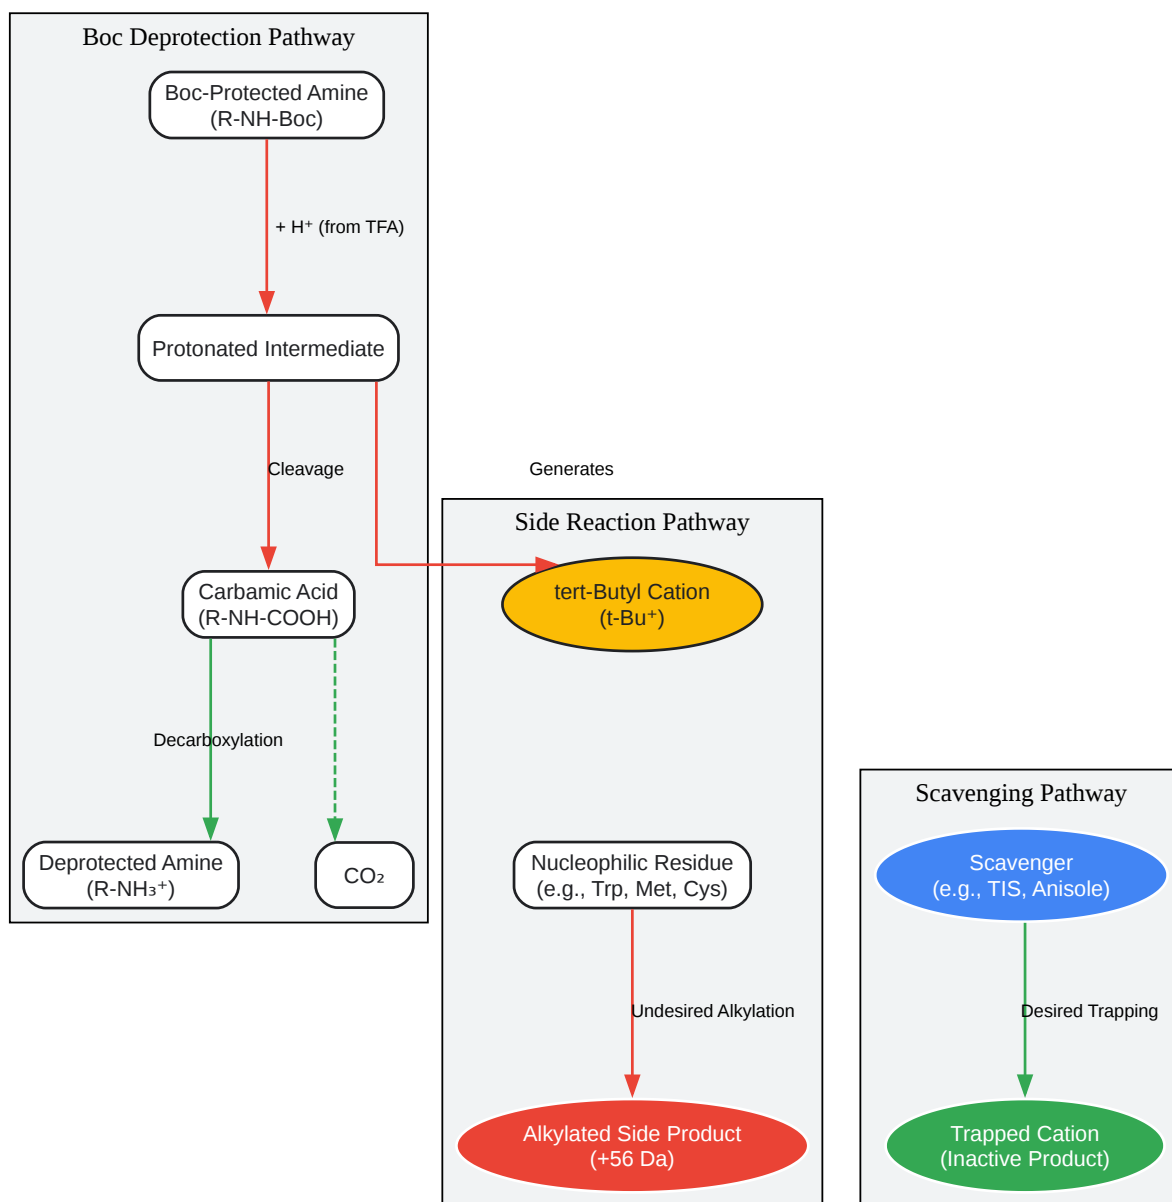 Boc Deprotection Pathway
Boc-Protected Amine
(R-NH-Boc)
+ H⁺ (from TFA)
Protonated Intermediate
Cleavage
Generates
Side Reaction Pathway
tert-Butyl Cation
(t-Bu⁺)
Carbamic Acid
(R-NH-COOH)
Decarboxylation
Deprotected Amine
(R-NH₃⁺)
CO₂
Nucleophilic Residue
(e.g., Trp, Met, Cys)
Undesired Alkylation
Alkylated Side Product
(+56 Da)
Scavenging Pathway
Scavenger
(e.g., TIS, Anisole)
Desired Trapping
Trapped Cation
(Inactive Product)